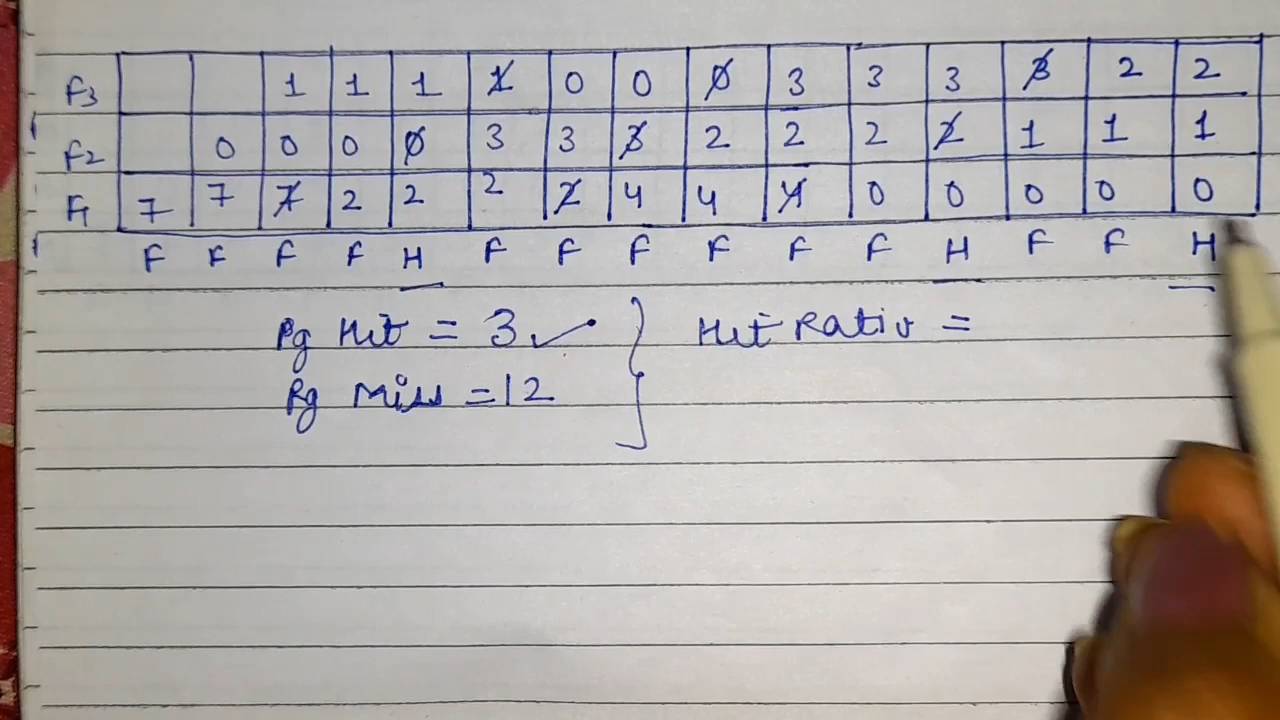 F3 1 1 1 1 0 0 0 3 3 3 3 2 2
F2 0 0 0 0 3 3 3 2 2 2 2 1 1 1
F1 7 7 7 2 2 2 2 4 4 4 0 0 0 0 0
F F F F H F F F F F F H F F H
Pg Hit = 3 ✓
Pg Miss = 12
Hit Ratio =